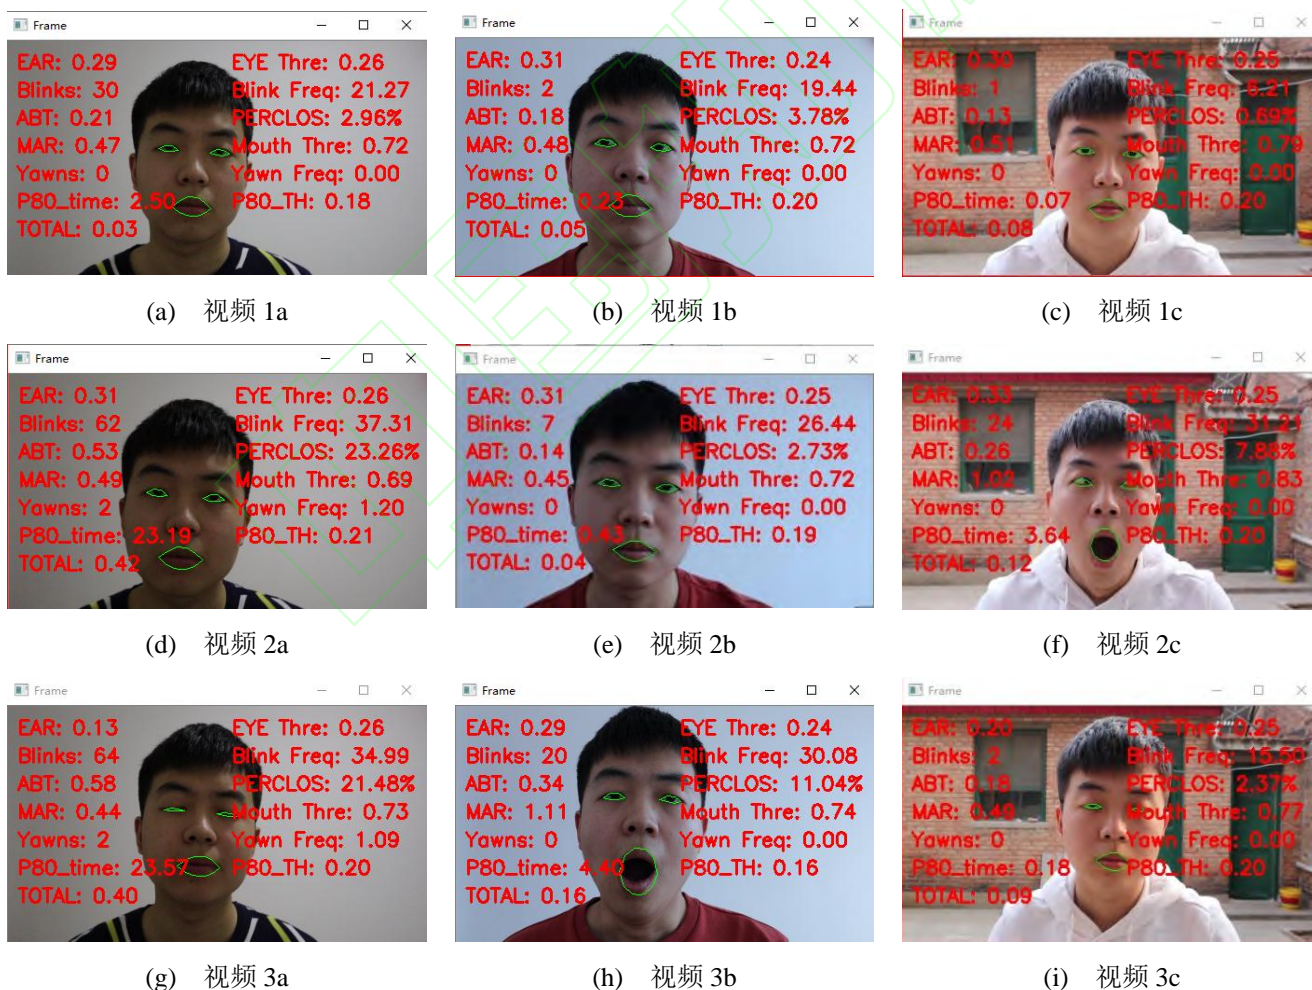 Frame
EAR: 0.29 EYE Thre: 0.26
Blinks: 30 Blink Freq: 21.27
ABT: 0.21 PERCLOS: 2.96%
MAR: 0.47 Mouth Thre: 0.72
Yawns: 0 Yawn Freq: 0.00
P80_time: 2.50 P80_TH: 0.18
TOTAL: 0.03
(a) 视频 1a
Frame
EAR: 0.31 EYE Thre: 0.24
Blinks: 2 Blink Freq: 19.44
ABT: 0.18 PERCLOS: 3.78%
MAR: 0.48 Mouth Thre: 0.72
Yawns: 0 Yawn Freq: 0.00
P80_time: 0.23 P80_TH: 0.20
TOTAL: 0.05
(b) 视频 1b
Frame
EAR: 0.30 EYE Thre: 0.25
Blinks: 1 Blink Freq: 8.21
ABT: 0.13 PERCLOS: 0.69%
MAR: 0.51 Mouth Thre: 0.79
Yawns: 0 Yawn Freq: 0.00
P80_time: 0.07 P80_TH: 0.20
TOTAL: 0.08
(c) 视频 1c
Frame
EAR: 0.31 EYE Thre: 0.26
Blinks: 62 Blink Freq: 37.31
ABT: 0.53 PERCLOS: 23.26%
MAR: 0.49 Mouth Thre: 0.69
Yawns: 2 Yawn Freq: 1.20
P80_time: 23.19 P80_TH: 0.21
TOTAL: 0.42
(d) 视频 2a
Frame
EAR: 0.31 EYE Thre: 0.25
Blinks: 7 Blink Freq: 26.44
ABT: 0.14 PERCLOS: 2.73%
MAR: 0.45 Mouth Thre: 0.72
Yawns: 0 Yawn Freq: 0.00
P80_time: 0.43 P80_TH: 0.19
TOTAL: 0.04
(e) 视频 2b
Frame
EAR: 0.33 EYE Thre: 0.25
Blinks: 24 Blink Freq: 31.21
ABT: 0.26 PERCLOS: 7.88%
MAR: 1.02 Mouth Thre: 0.83
Yawns: 0 Yawn Freq: 0.00
P80_time: 3.64 P80_TH: 0.20
TOTAL: 0.12
(f) 视频 2c
Frame
EAR: 0.13 EYE Thre: 0.26
Blinks: 64 Blink Freq: 34.99
ABT: 0.58 PERCLOS: 21.48%
MAR: 0.44 Mouth Thre: 0.73
Yawns: 2 Yawn Freq: 1.09
P80_time: 23.57 P80_TH: 0.20
TOTAL: 0.40
(g) 视频 3a
Frame
EAR: 0.29 EYE Thre: 0.24
Blinks: 20 Blink Freq: 30.08
ABT: 0.34 PERCLOS: 11.04%
MAR: 1.11 Mouth Thre: 0.74
Yawns: 0 Yawn Freq: 0.00
P80_time: 4.40 P80_TH: 0.16
TOTAL: 0.16
(h) 视频 3b
Frame
EAR: 0.20 EYE Thre: 0.25
Blinks: 2 Blink Freq: 15.50
ABT: 0.18 PERCLOS: 2.37%
MAR: 0.49 Mouth Thre: 0.77
Yawns: 0 Yawn Freq: 0.00
P80_time: 0.18 P80_TH: 0.20
TOTAL: 0.09
(i) 视频 3c